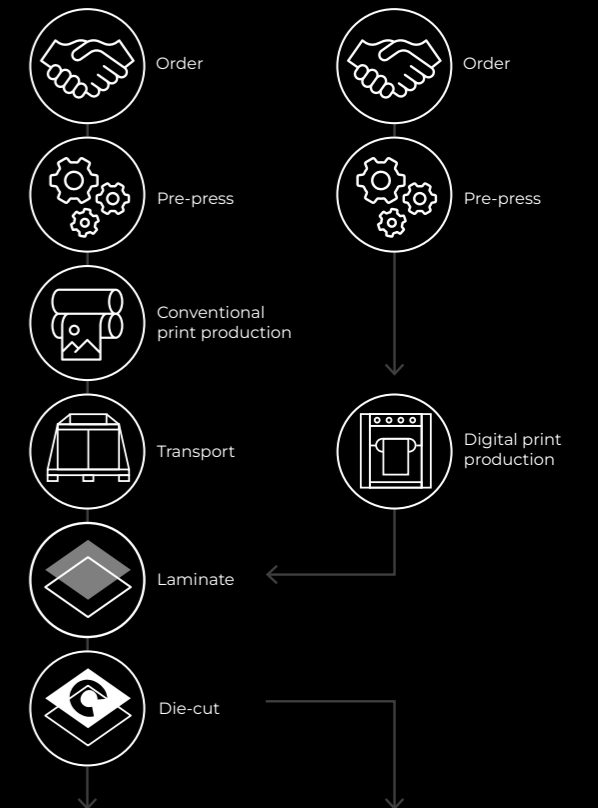 Order
Order
Pre-press
Pre-press
Conventional
print production
Transport
Digital print
production
Laminate
Die-cut